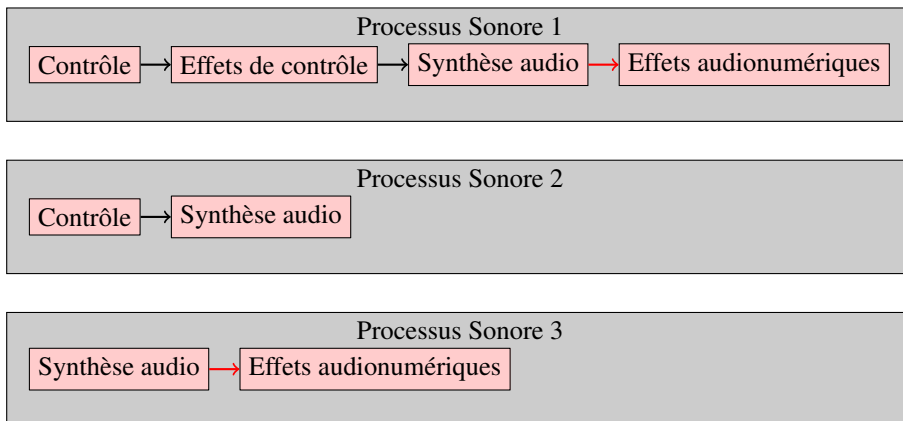 Processus Sonore 1
Contrôle Effets de contrôle Synthèse audio Effets audionumériques
Processus Sonore 2
Contrôle Synthèse audio
Processus Sonore 3
Synthèse audio Effets audionumériques